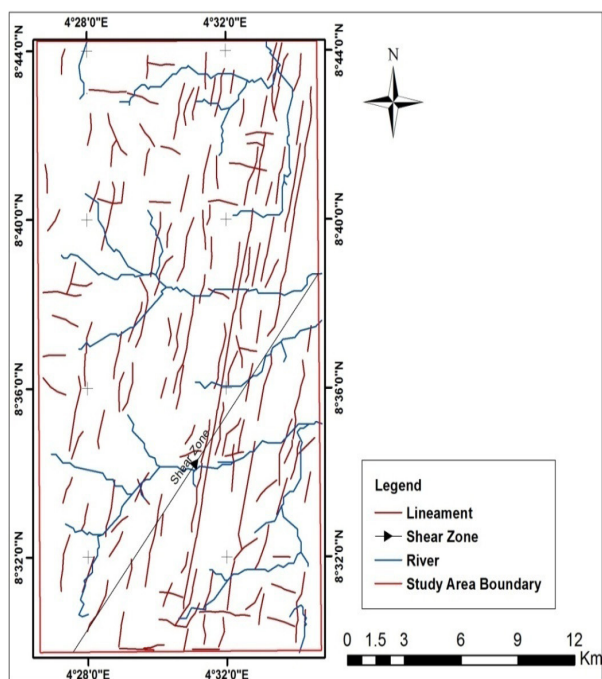 4°28'0"E 4°32'0"E
8°44'0"N 8°44'0"N
N
8°40'0"N 8°40'0"N
8°36'0"N 8°36'0"N
Shear Zone
Legend
Lineament
Shear Zone
River
Study Area Boundary
8°32'0"N 8°32'0"N
0 1.5 3 6 9 12
Km
4°28'0"E 4°32'0"E